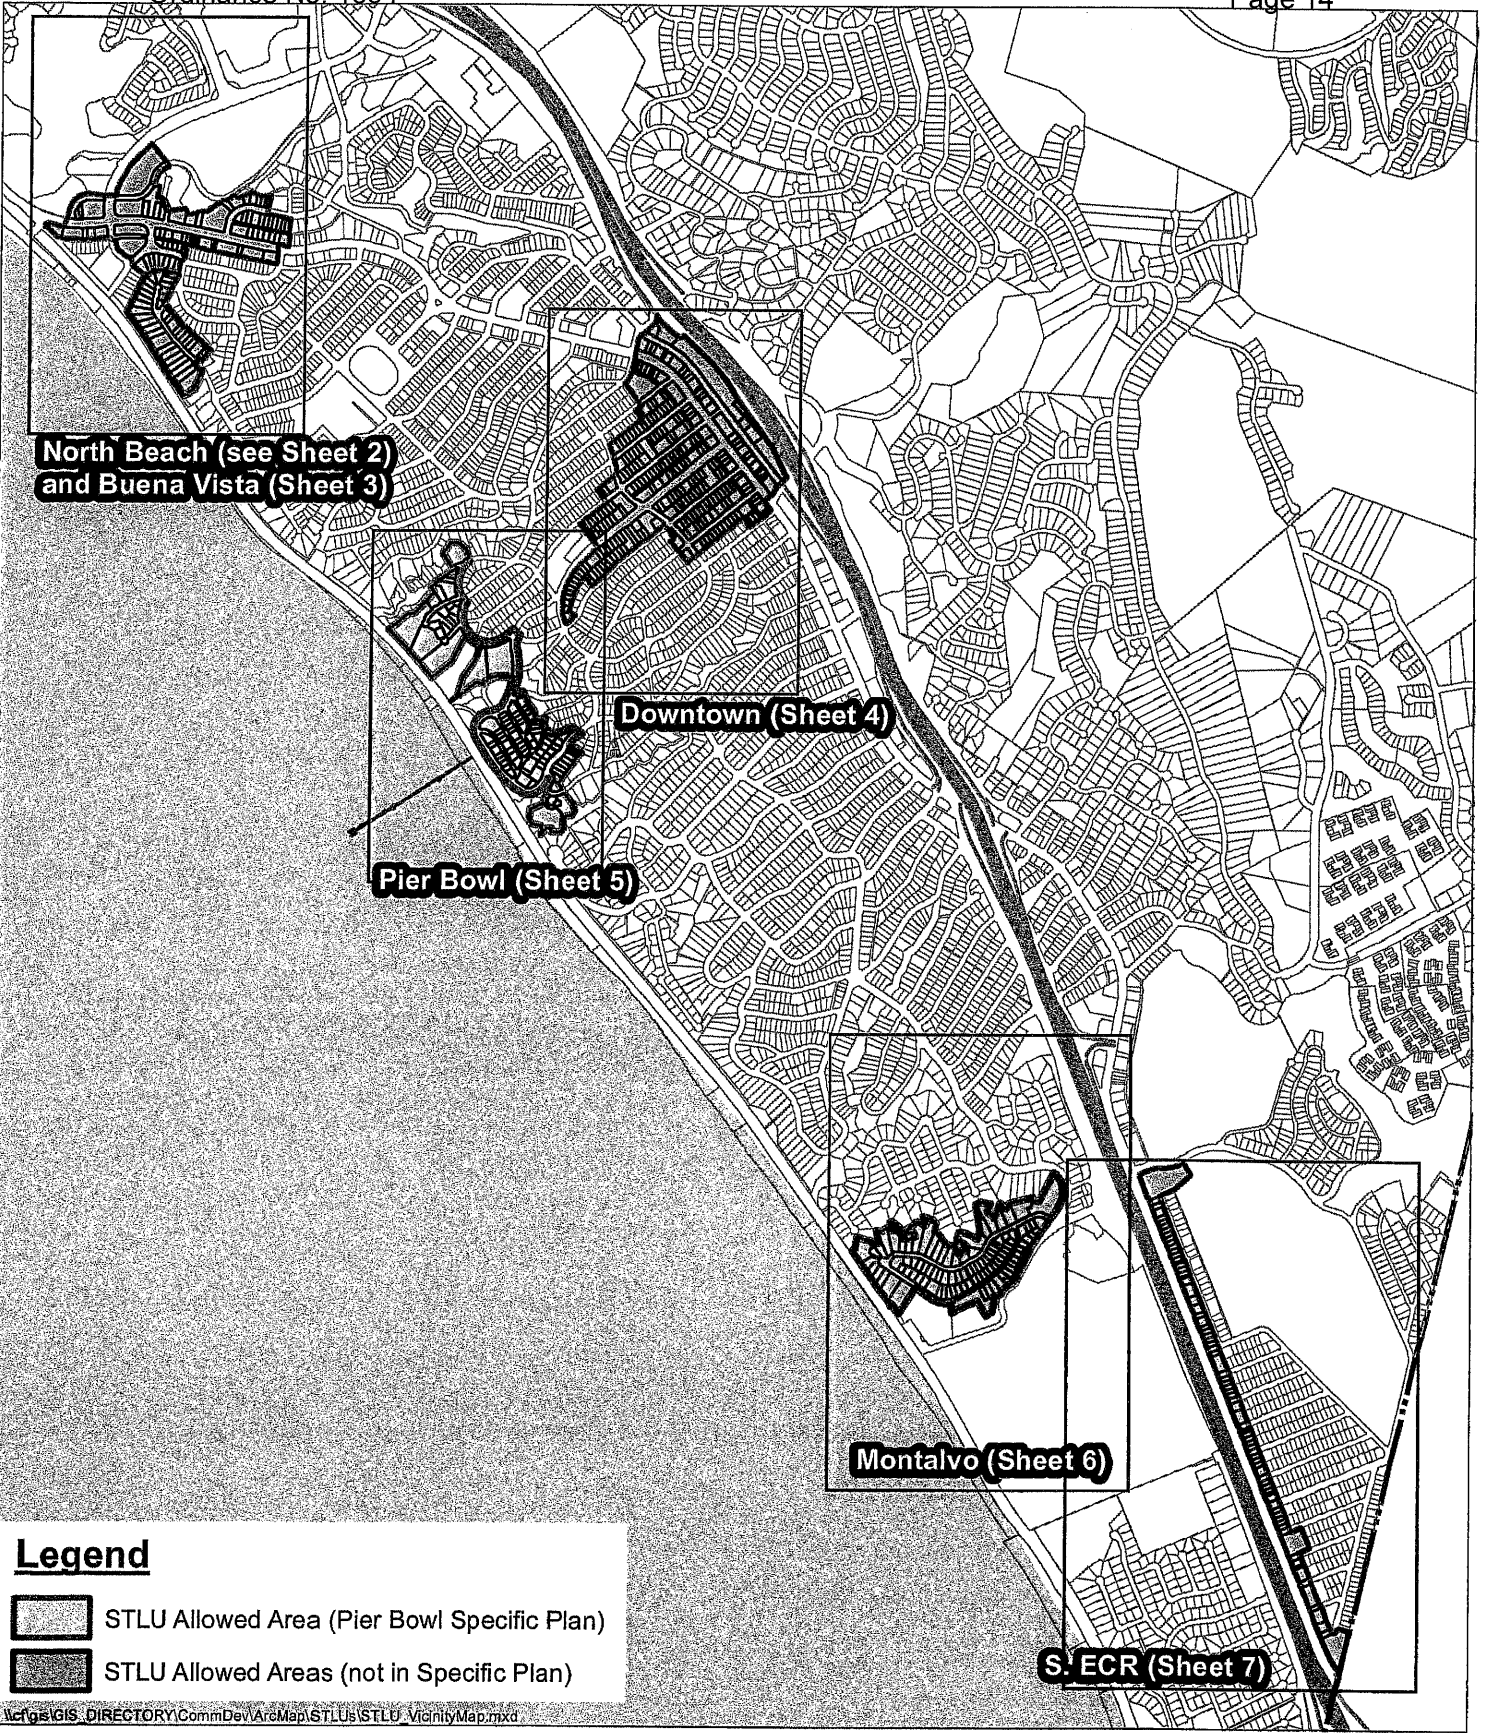 Page 14
North Beach (see Sheet 2)
and Buena Vista (Sheet 3)
Downtown (Sheet 4)
Pier Bowl (Sheet 5)
Montalvo (Sheet 6)
S. ECR (Sheet 7)
Legend
STLU Allowed Area (Pier Bowl Specific Plan)
STLU Allowed Areas (not in Specific Plan)
\\cf\gis\GIS_DIRECTORY\CommDev\ArcMap\STLUs\STLU_VicinityMap.mxd